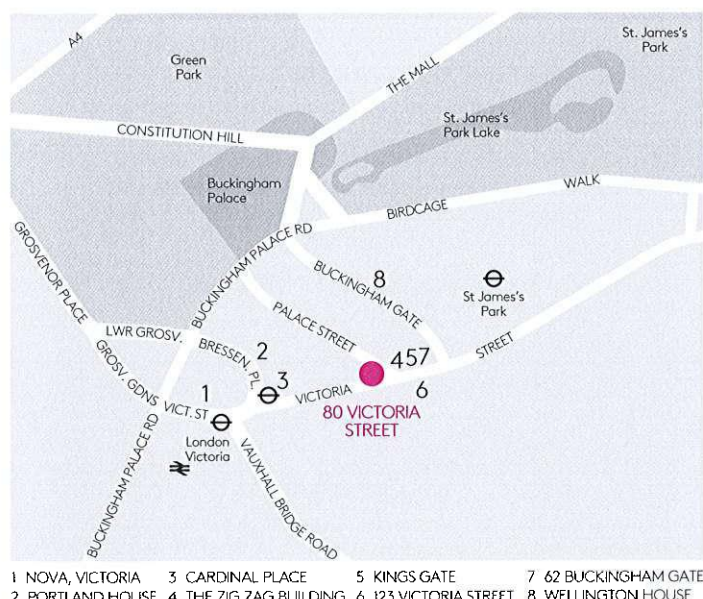 A4
Green
Park
St. James's
Park
THE MALL
St. James's
Park Lake
CONSTITUTION HILL
Buckingham
Palace
WALK
BIRDCAGE
GROSVENOR PLACE
BUCKINGHAM PALACE RD
BUCKINGHAM GATE
8
St James's
Park
PALACE STREET
LWR GROSV.
BRESSEN. PL.
2
STREET
GROSV. GDNS
457
1
3
VICTORIA
6
VICT. ST
80 VICTORIA
STREET
London
Victoria
BUCKINGHAM PALACE RD
VAUXHALL BRIDGE ROAD
1 NOVA, VICTORIA 3 CARDINAL PLACE 5 KINGS GATE 7 62 BUCKINGHAM GATE
2 PORTLAND HOUSE 4 THE ZIG ZAG BUILDING 6 123 VICTORIA STREET 8 WELLINGTON HOUSE